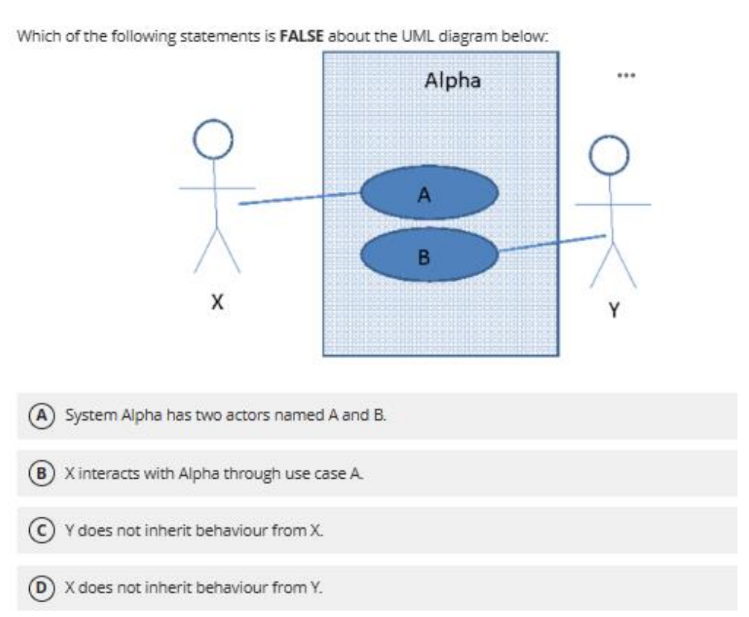 Which of the following statements is FALSE about the UML diagram below:
Alpha
...
A
B
X
Y
A System Alpha has two actors named A and B.
B X interacts with Alpha through use case A.
C Y does not inherit behaviour from X.
D X does not inherit behaviour from Y.